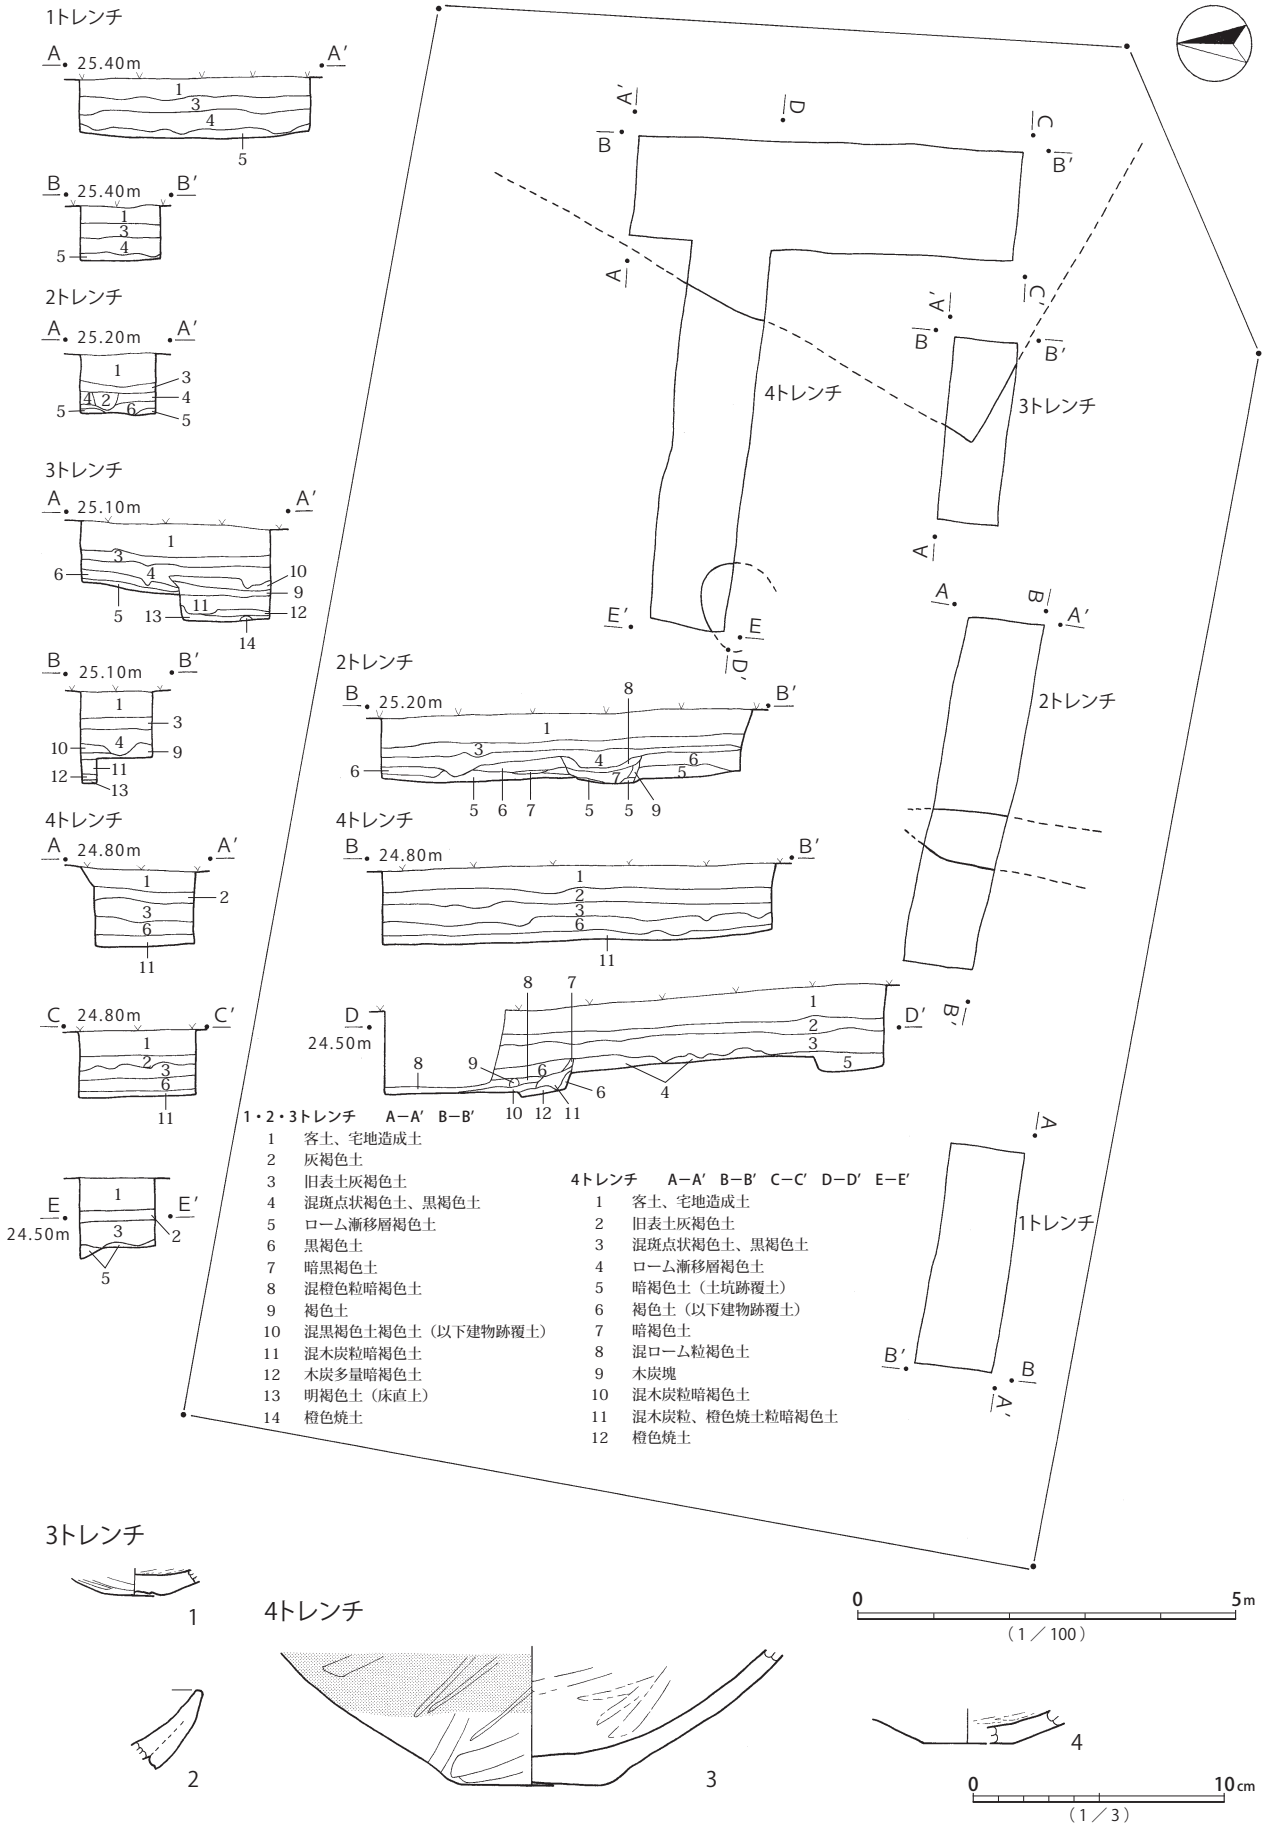 1トレンチ
A 25.40m A′
1
3
4
5
B 25.40m B′
1
3
4
5
2トレンチ
A 25.20m A′
1
3
4 2 4
5 6 5
3トレンチ
A 25.10m A′
1
3
6 4 10
9
11 12
5 13
14
B 25.10m B′
1
3
10 4 9
11
12
13
4トレンチ
A 24.80m A′
1
2
3
6
11
C 24.80m C′
1
2
3
6
11
E E′
24.50m
1
3 2
5
2トレンチ
B 25.20m B′
8
1
3 4 6
6 7 5
5 6 7 5 5 9
4トレンチ
B 24.80m B′
1
2
3
6
11
D D′
24.50m
8 7
1
2
3
8 9 6 5
10 12 11 6 4
A′
B
D
C
B′
A
C′
A′
B
B′
4トレンチ
3トレンチ
A
E′
E
D′
A
B
A′
2トレンチ
B′
A
1トレンチ
B′
B
A′
1・2・3トレンチ A－A′ B－B′
1 客土、宅地造成土
2 灰褐色土
3 旧表土灰褐色土
4 混斑点状褐色土、黒褐色土
5 ローム漸移層褐色土
6 黒褐色土
7 暗黒褐色土
8 混橙色粒暗褐色土
9 褐色土
10 混黒褐色土褐色土（以下建物跡覆土）
11 混木炭粒暗褐色土
12 木炭多量暗褐色土
13 明褐色土（床直上）
14 橙色焼土
4トレンチ A－A′ B－B′ C－C′ D－D′ E－E′
1 客土、宅地造成土
2 旧表土灰褐色土
3 混斑点状褐色土、黒褐色土
4 ローム漸移層褐色土
5 暗褐色土（土坑跡覆土）
6 褐色土（以下建物跡覆土）
7 暗褐色土
8 混ローム粒褐色土
9 木炭塊
10 混木炭粒暗褐色土
11 混木炭粒、橙色焼土粒暗褐色土
12 橙色焼土
3トレンチ
1
2
4トレンチ
3
4
0 5m
（1／100）
0 10cm
（1／3）